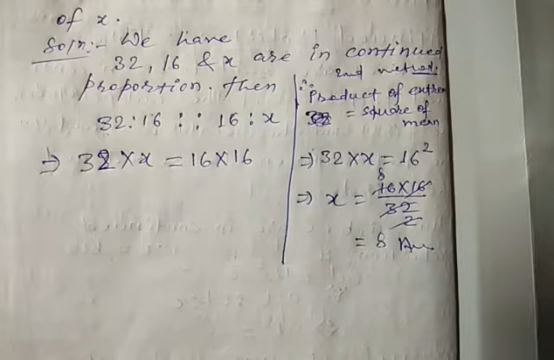 of x.
Soln:- We have
32, 16 & x are in continued
proportion. then
32:16 :: 16:x
⇒ 32×x = 16×16
2nd method.
∴ Product of extrem
= square of
mean
⇒ 32×x = 16²
8
⇒ x = 16×16
32
2
= 8 Ans